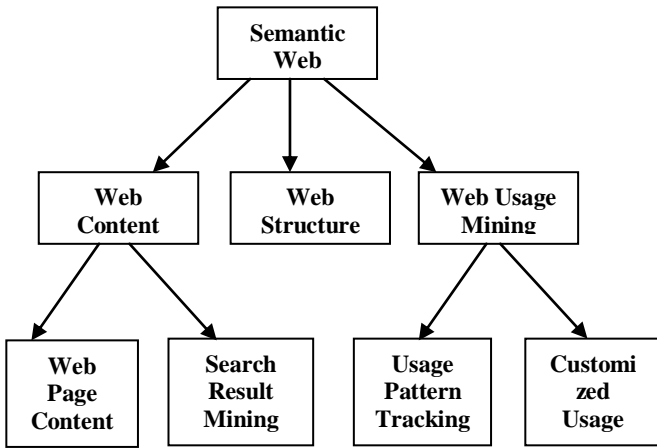 Semantic
Web
Web
Content
Web
Structure
Web Usage
Mining
Web
Page
Content
Search
Result
Mining
Usage
Pattern
Tracking
Customi
zed
Usage